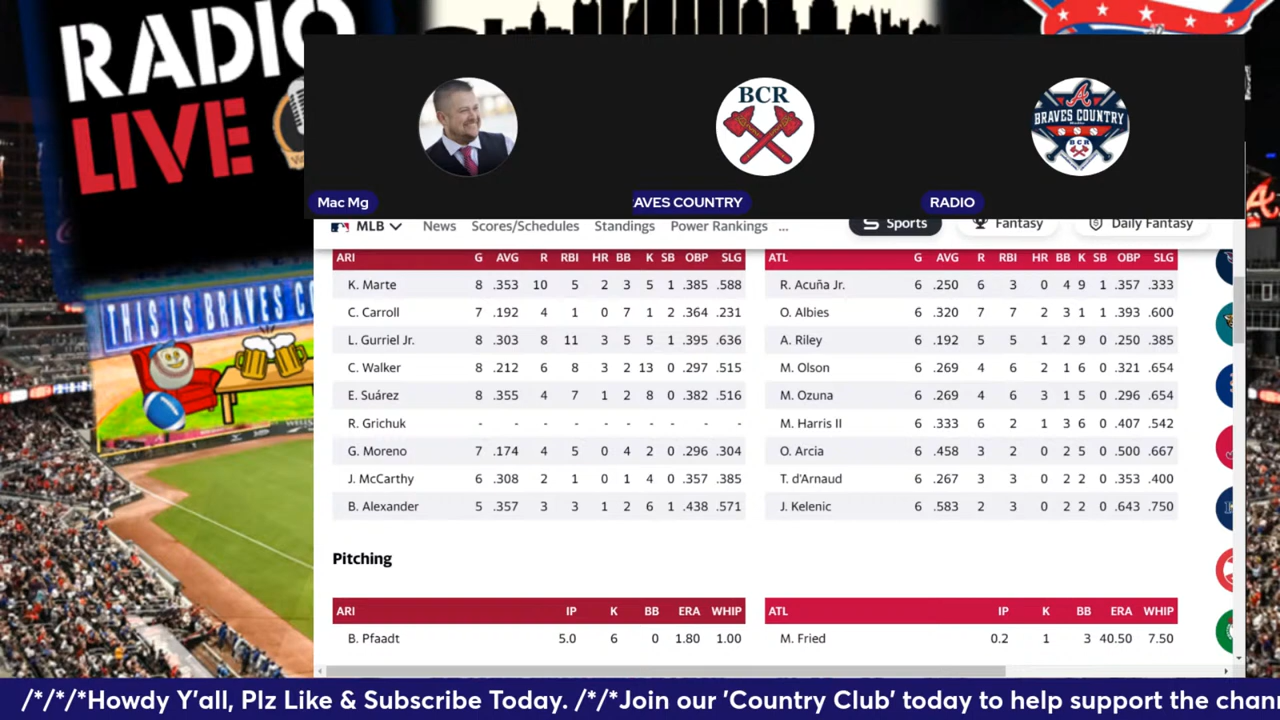 RADIO
LIVE
THIS IS BRAVES CO
BCR
BRAVES COUNTRY
BCR
Mac Mg
AVES COUNTRY
RADIO
MLB News Scores/Schedules Standings Power Rankings ... Sports Fantasy Daily Fantasy
ARI G AVG R RBI HR BB K SB OBP SLG
K. Marte 8 .353 10 5 2 3 5 1 .385 .588
C. Carroll 7 .192 4 1 0 7 1 2 .364 .231
L. Gurriel Jr. 8 .303 8 11 3 5 5 1 .395 .636
C. Walker 8 .212 6 8 3 2 13 0 .297 .515
E. Suárez 8 .355 4 7 1 2 8 0 .382 .516
R. Grichuk - - - - - - - - - -
G. Moreno 7 .174 4 5 0 4 2 0 .296 .304
J. McCarthy 6 .308 2 1 0 1 4 0 .357 .385
B. Alexander 5 .357 3 3 1 2 6 1 .438 .571
ATL G AVG R RBI HR BB K SB OBP SLG
R. Acuña Jr. 6 .250 6 3 0 4 9 1 .357 .333
O. Albies 6 .320 7 7 2 3 1 1 .393 .600
A. Riley 6 .192 5 5 1 2 9 0 .250 .385
M. Olson 6 .269 4 6 2 1 6 0 .321 .654
M. Ozuna 6 .269 4 6 3 1 5 0 .296 .654
M. Harris II 6 .333 6 2 1 3 6 0 .407 .542
O. Arcia 6 .458 3 2 0 2 5 0 .500 .667
T. d'Arnaud 6 .267 3 3 0 2 2 0 .353 .400
J. Kelenic 6 .583 2 3 0 2 2 0 .643 .750
Pitching
ARI IP K BB ERA WHIP
B. Pfaadt 5.0 6 0 1.80 1.00
ATL IP K BB ERA WHIP
M. Fried 0.2 1 3 40.50 7.50
/*/*/*Howdy Y'all, Plz Like & Subscribe Today. /*/*Join our 'Country Club' today to help support the chan